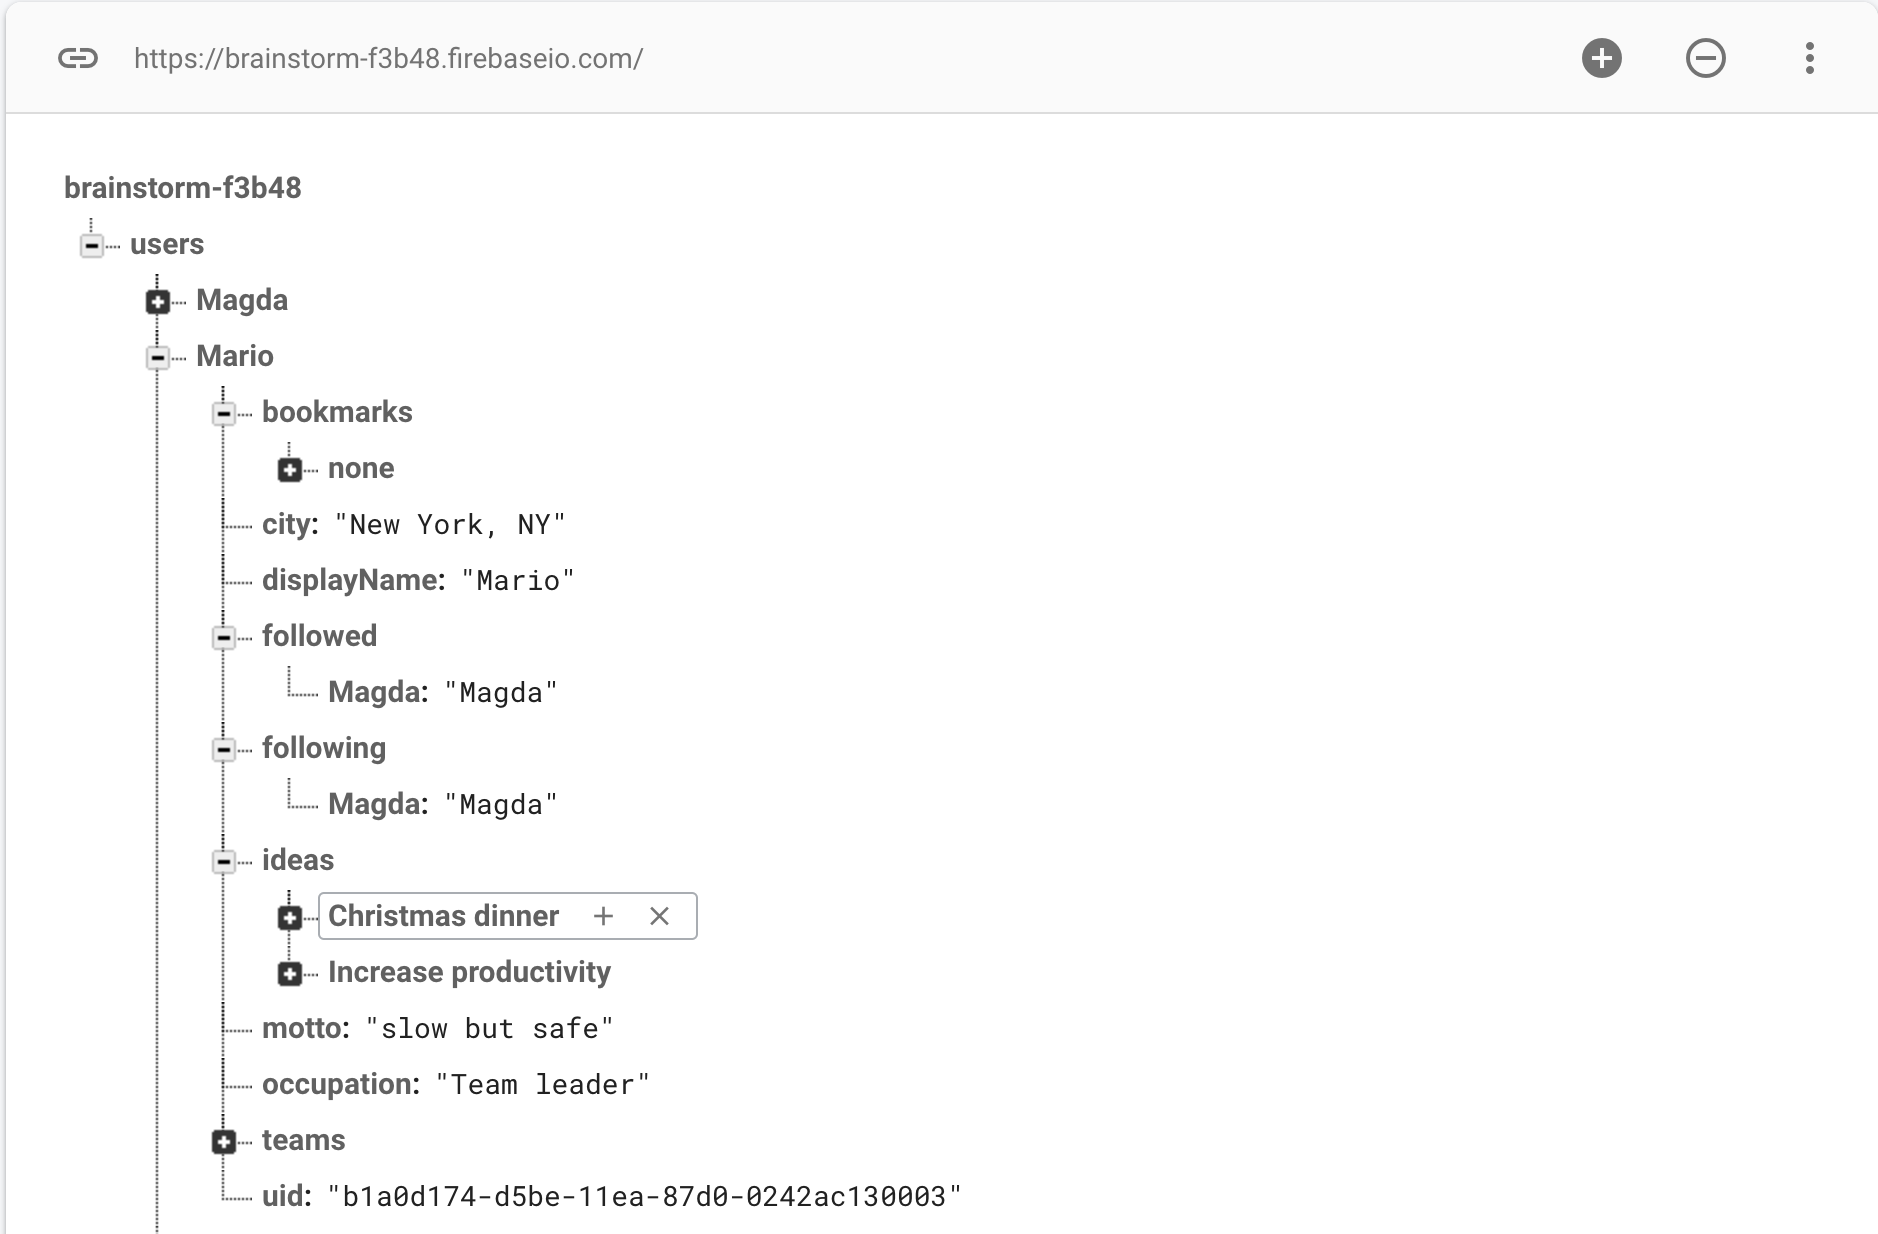 https://brainstorm-f3b48.firebaseio.com/
brainstorm-f3b48
users
Magda
Mario
bookmarks
none
city: "New York, NY"
displayName: "Mario"
followed
Magda: "Magda"
following
Magda: "Magda"
ideas
Christmas dinner
Increase productivity
motto: "slow but safe"
occupation: "Team leader"
teams
uid: "b1a0d174-d5be-11ea-87d0-0242ac130003"